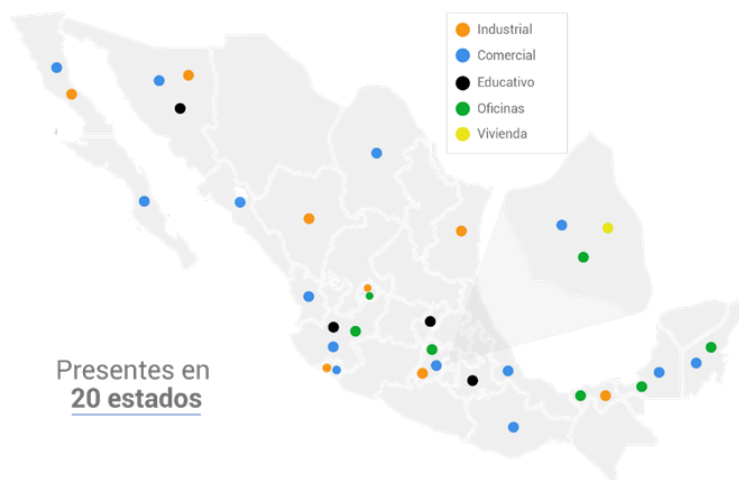 Industrial
Comercial
Educativo
Oficinas
Vivienda
Presentes en
20 estados